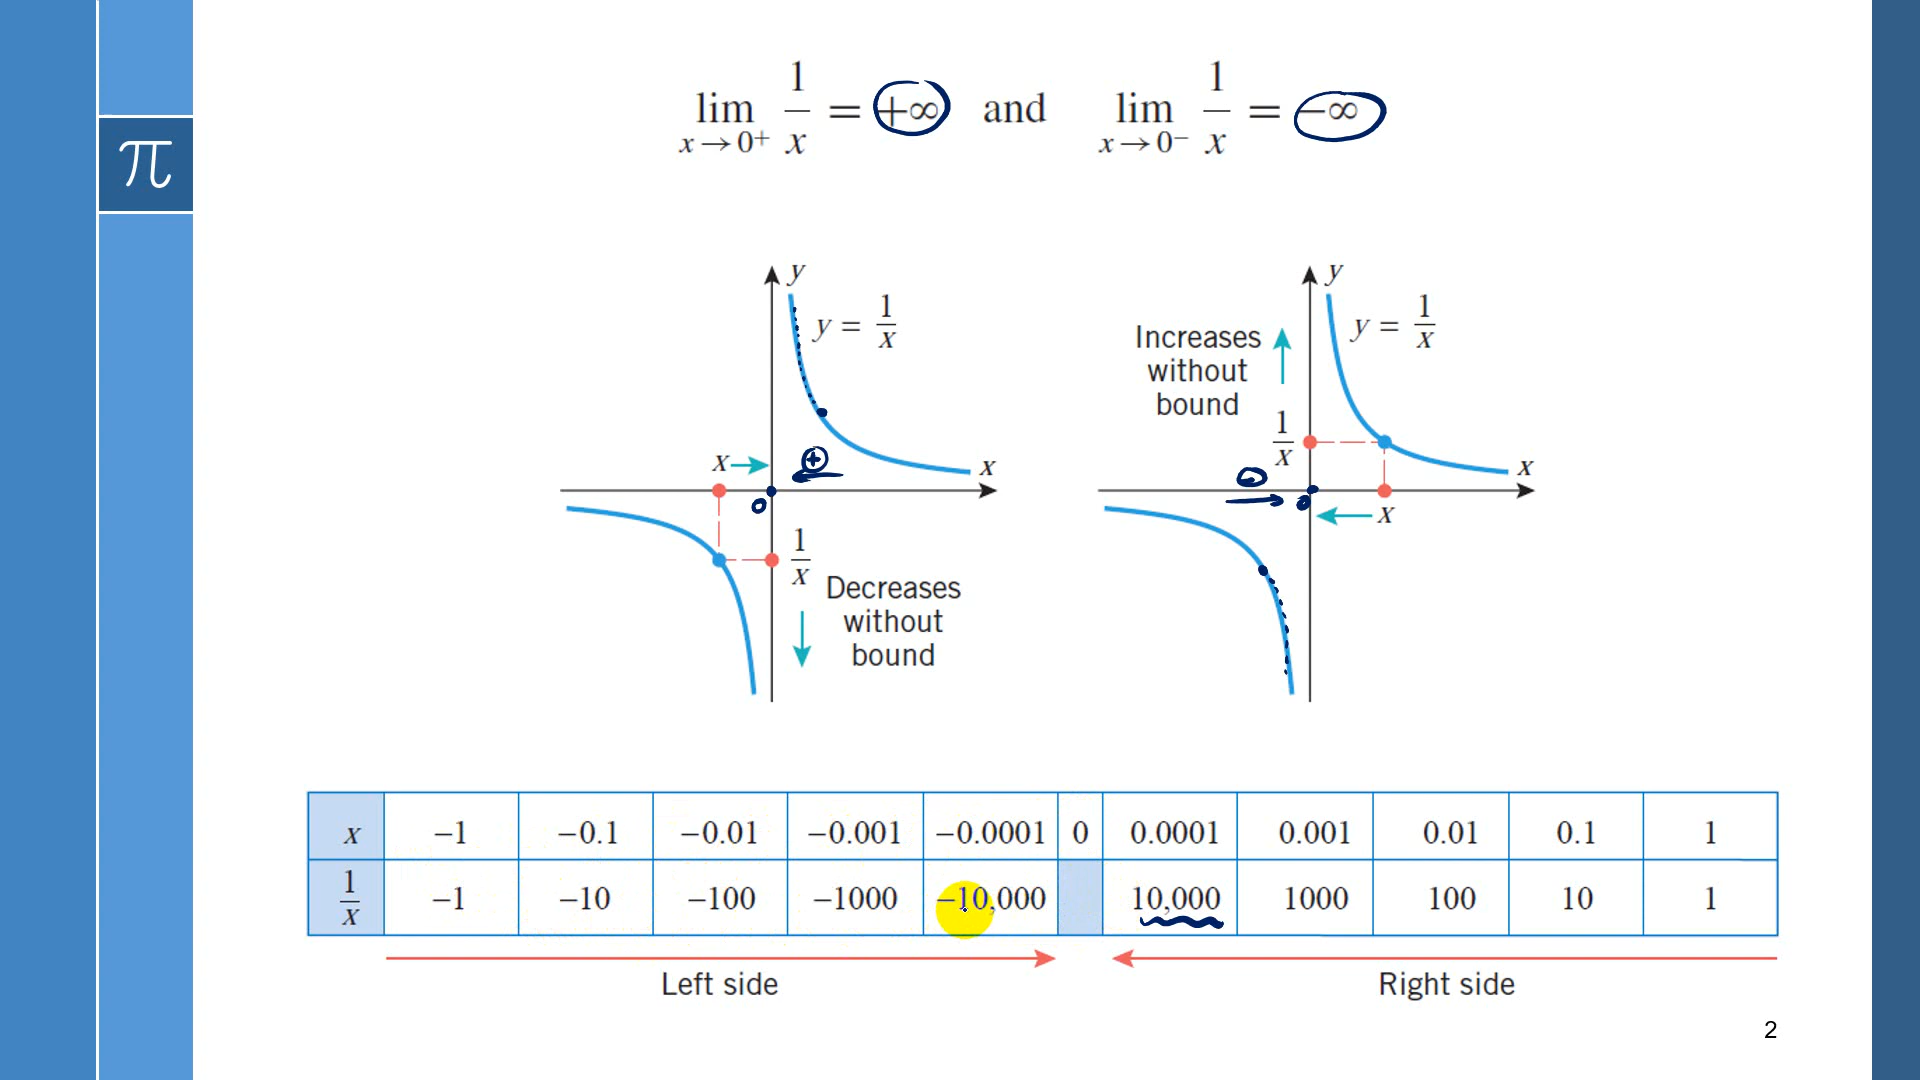 π
lim x→0⁺ 1/x = +∞ and lim x→0⁻ 1/x = −∞
y
y = 1/x
x
x
0
+
1/x
Decreases
without
bound
y
y = 1/x
Increases
without
bound
1/x
x
x
−
0
x −1 −0.1 −0.01 −0.001 −0.0001 0 0.0001 0.001 0.01 0.1 1
1/x −1 −10 −100 −1000 −10,000 10,000 1000 100 10 1
Left side Right side
2